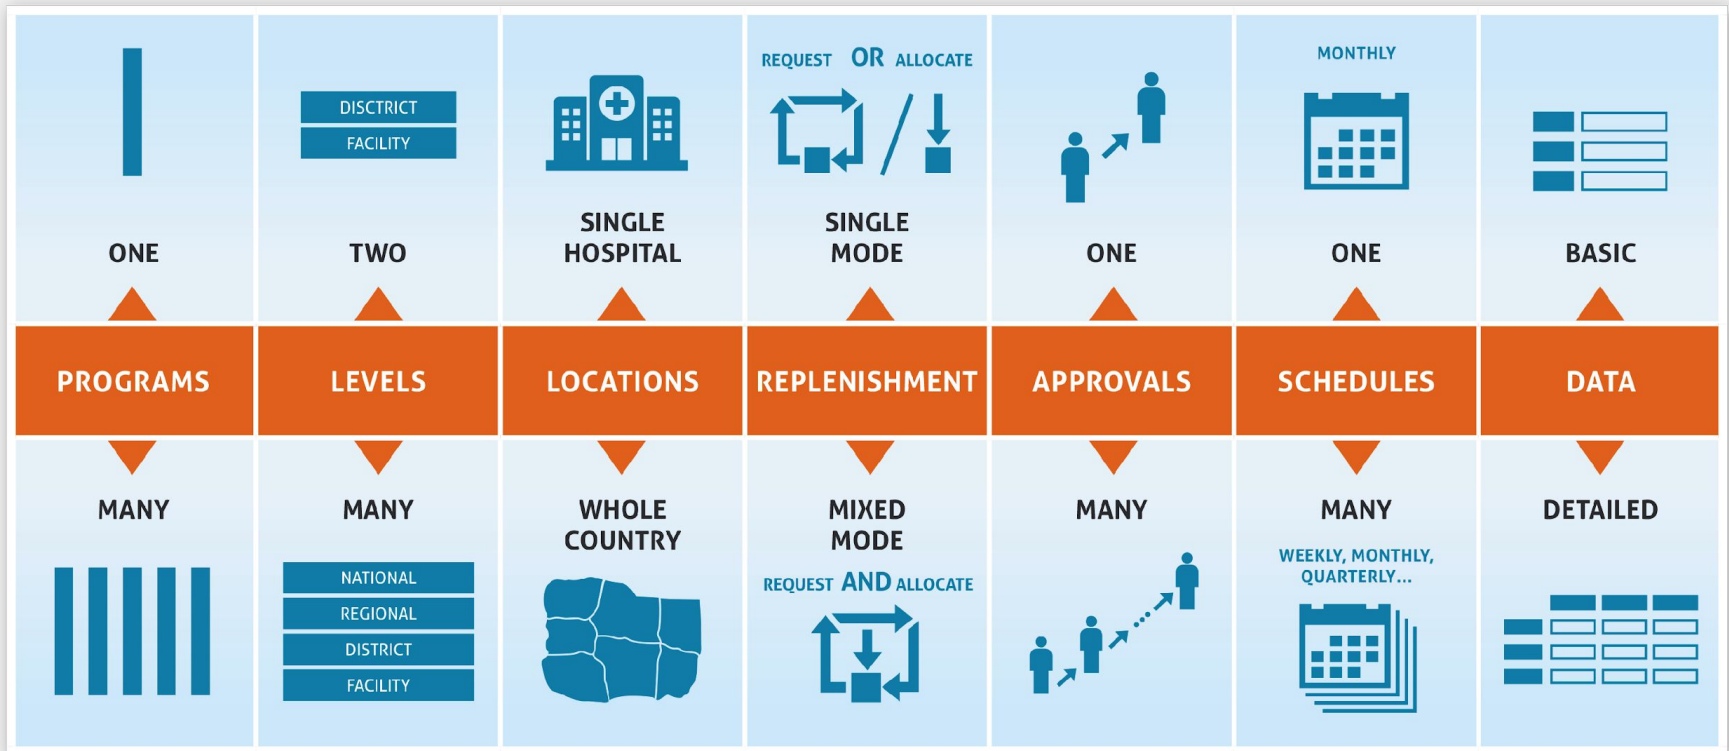 REQUEST OR ALLOCATE
MONTHLY
DISCTRICT
FACILITY
ONE
TWO
SINGLE
HOSPITAL
SINGLE
MODE
ONE
ONE
BASIC
PROGRAMS
LEVELS
LOCATIONS
REPLENISHMENT
APPROVALS
SCHEDULES
DATA
MANY
MANY
WHOLE
COUNTRY
MIXED
MODE
MANY
MANY
DETAILED
NATIONAL
REGIONAL
DISTRICT
FACILITY
REQUEST AND ALLOCATE
WEEKLY, MONTHLY,
QUARTERLY...